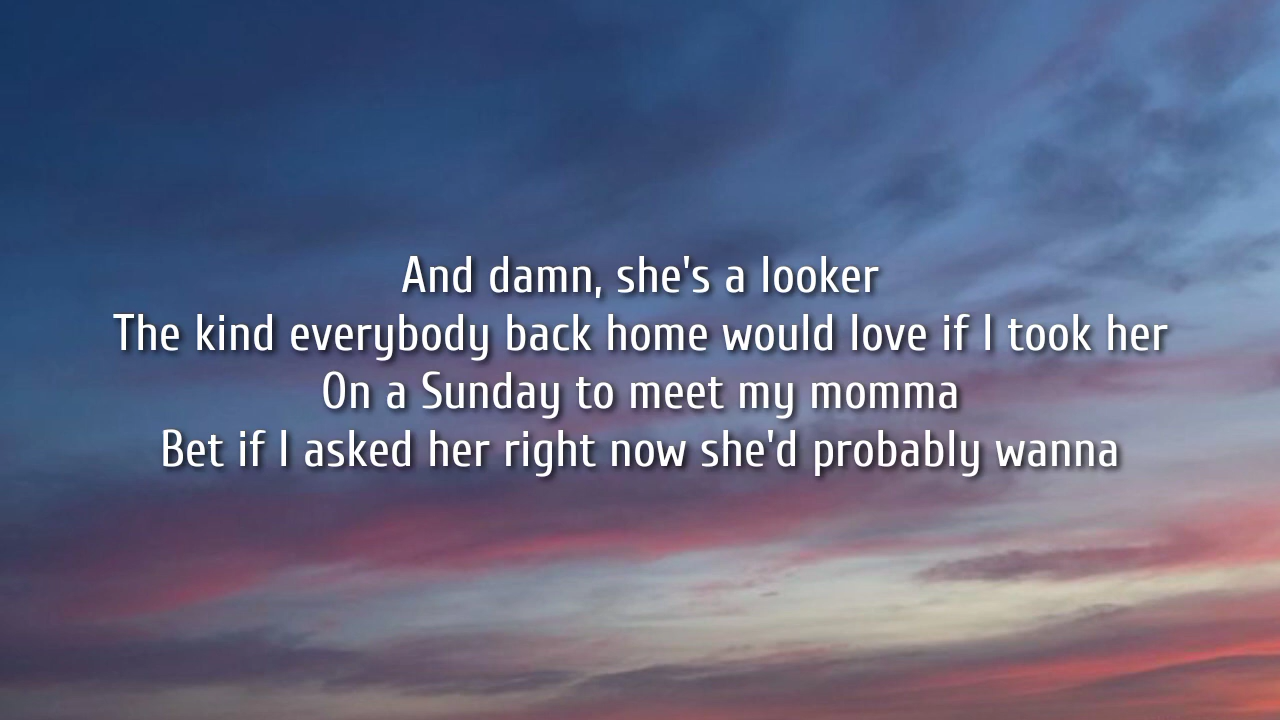 And damn, she's a looker
The kind everybody back home would love if I took her
On a Sunday to meet my momma
Bet if I asked her right now she'd probably wanna